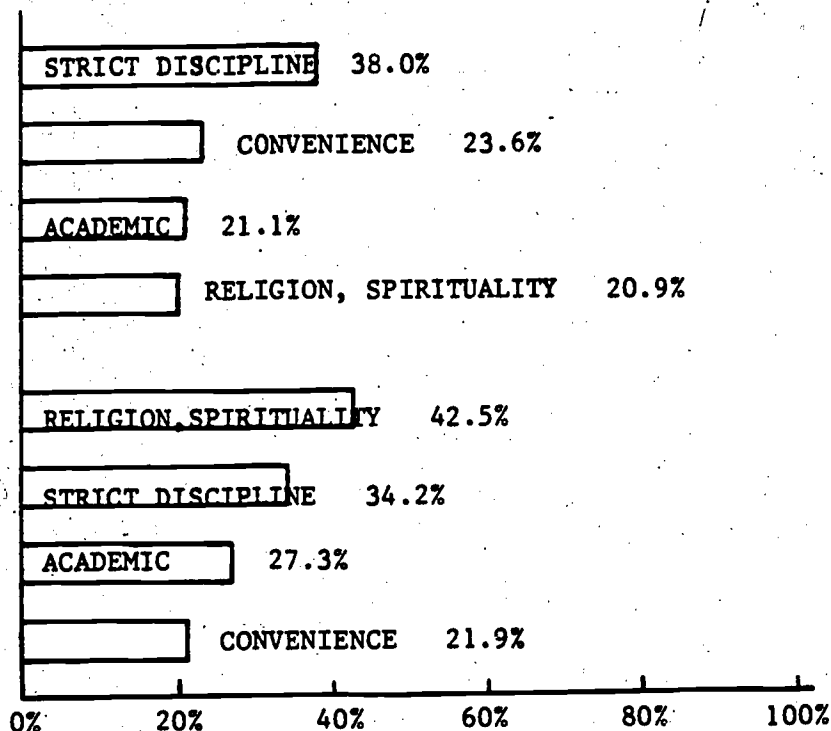 STRICT DISCIPLINE 38.0%
CONVENIENCE 23.6%
ACADEMIC 21.1%
RELIGION, SPIRITUALITY 20.9%
RELIGION,SPIRITUALITY 42.5%
STRICT DISCIPLINE 34.2%
ACADEMIC 27.3%
CONVENIENCE 21.9%
0% 20% 40% 60% 80% 100%